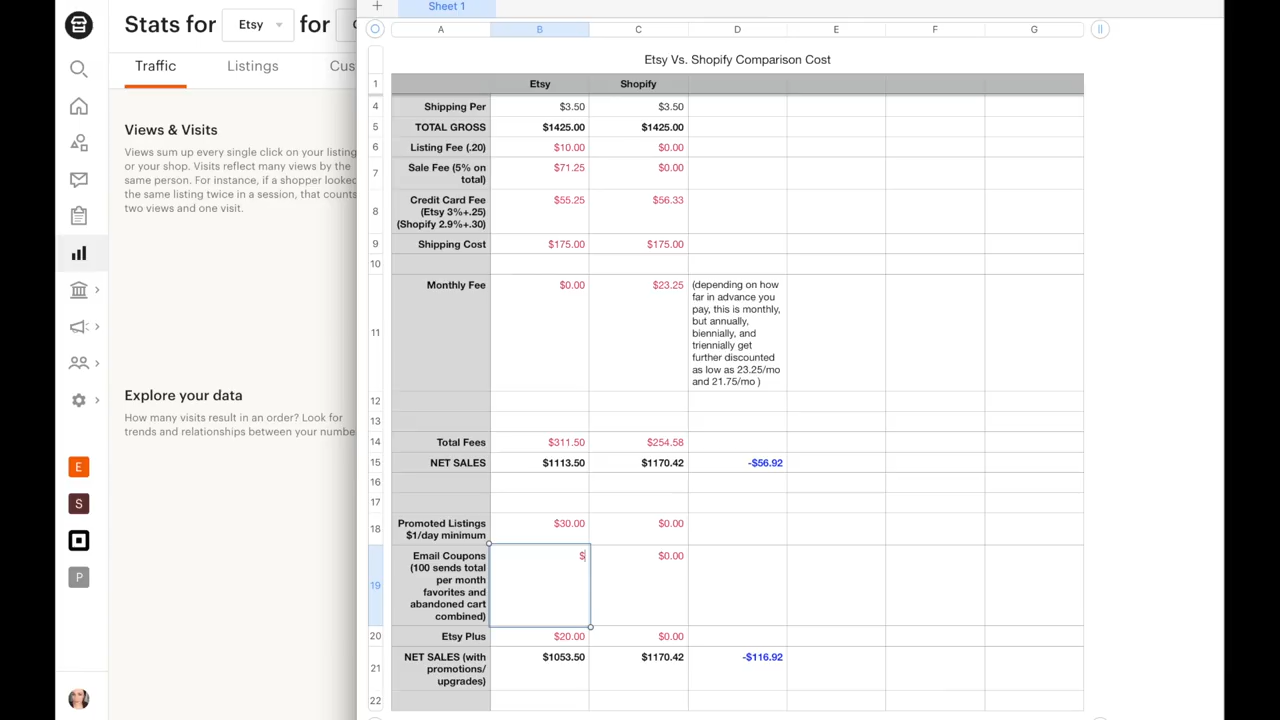 Stats for Etsy for
Traffic Listings Cus
Views & Visits
Views sum up every single click on your listing
or your shop. Visits reflect many views by the
same person. For instance, if a shopper looked
the same listing twice in a session, that counts
two views and one visit.
Explore your data
How many visits result in an order? Look for
trends and relationships between your numbe
E
S
P
+ Sheet 1
A B C D E F G
Etsy Vs. Shopify Comparison Cost
1 Etsy Shopify
4 Shipping Per $3.50 $3.50
5 TOTAL GROSS $1425.00 $1425.00
6 Listing Fee (.20) $10.00 $0.00
7 Sale Fee (5% on
total) $71.25 $0.00
8 Credit Card Fee
(Etsy 3%+.25)
(Shopify 2.9%+.30) $55.25 $56.33
9 Shipping Cost $175.00 $175.00
10
11 Monthly Fee $0.00 $23.25 (depending on how
far in advance you
pay, this is monthly,
but annually,
biennially, and
triennially get
further discounted
as low as 23.25/mo
and 21.75/mo )
12
13
14 Total Fees $311.50 $254.58
15 NET SALES $1113.50 $1170.42 -$56.92
16
17
18 Promoted Listings
$1/day minimum $30.00 $0.00
19 Email Coupons
(100 sends total
per month
favorites and
abandoned cart
combined) $ $0.00
20 Etsy Plus $20.00 $0.00
21 NET SALES (with
promotions/
upgrades) $1053.50 $1170.42 -$116.92
22